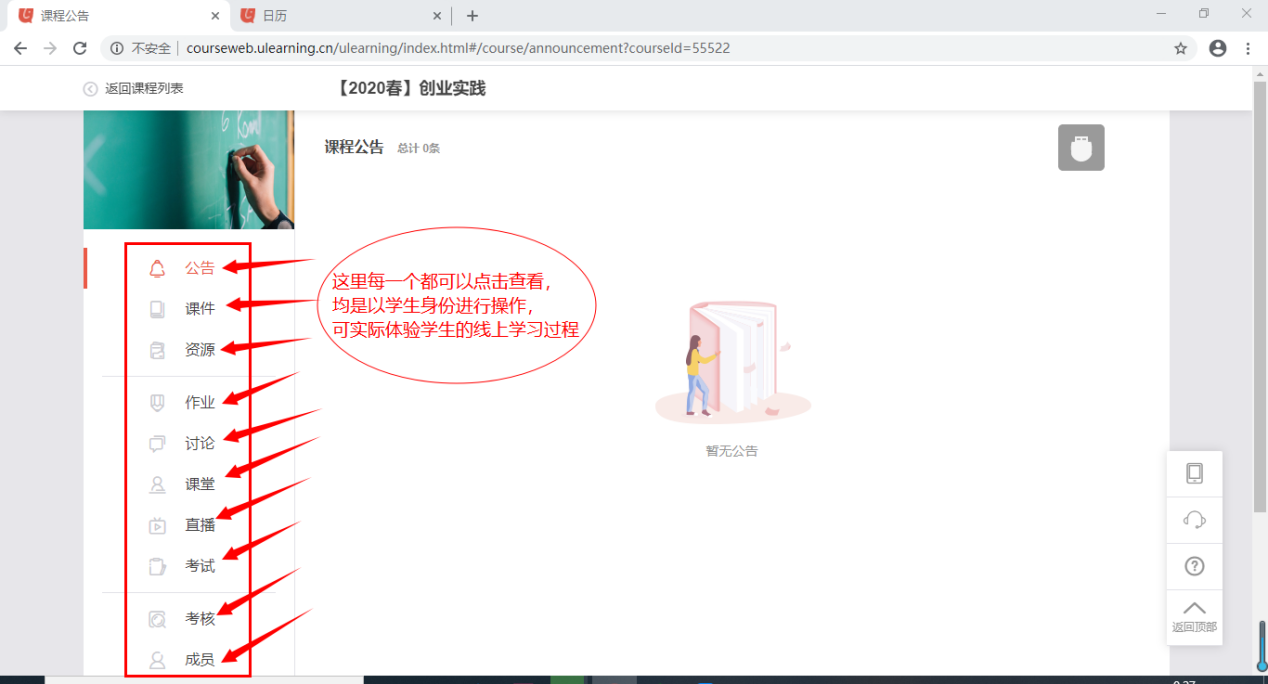 课程公告
日历
不安全
courseweb.ulearning.cn/ulearning/index.html#/course/announcement?courseId=55522
返回课程列表
【2020春】创业实践
课程公告 总计 0条
公告
课件
资源
作业
讨论
课堂
直播
考试
考核
成员
这里每一个都可以点击查看，
均是以学生身份进行操作，
可实际体验学生的线上学习过程
暂无公告
返回顶部